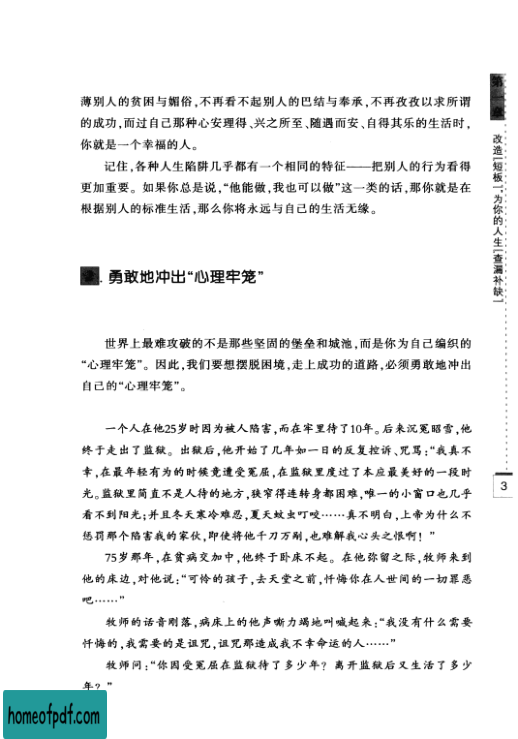 薄别人的贫困与媚俗,不再看不起别人的巴结与奉承,不再孜孜以求所谓
的成功,而过自己那种心安理得、兴之所至、随遇而安、自得其乐的生活时,
你就是一个幸福的人。
记住,各种人生陷阱几乎都有一个相同的特征——把别人的行为看得
更加重要。如果你总是说,“他能做,我也可以做”这一类的话,那你就是在
根据别人的标准生活,那么你将永远与自己的生活无缘。
. 勇敢地冲出“心理牢笼”
世界上最难攻破的不是那些坚固的堡垒和城池,而是你为自己编织的
“心理牢笼”。因此,我们要想摆脱困境,走上成功的道路,必须勇敢地冲出
自己的“心理牢笼”。
一个人在他25岁时因为被人陷害,而在牢里待了10年。后来沉冤昭雪,他
终于走出了监狱。出狱后,他开始了几年如一日的反复控诉、咒骂:“我真不
幸,在最年轻有为的时候竟遭受冤屈,在监狱里度过了本应最美好的一段时
光。监狱里简直不是人待的地方,狭窄得连转身都困难,唯一的小窗口也几乎
看不到阳光;并且冬天寒冷难忍,夏天蚊虫叮咬……真不明白,上帝为什么不
惩罚那个陷害我的家伙,即使将他千刀万剐,也难解我心头之恨啊!”
75岁那年,在贫病交加中,他终于卧床不起。在他弥留之际,牧师来到
他的床边,对他说:“可怜的孩子,去天堂之前,忏悔你在人世间的一切罪恶
吧……”
牧师的话音刚落,病床上的他声嘶力竭地叫喊起来:“我没有什么需要
忏悔的,我需要的是诅咒,诅咒那造成我不幸命运的人……”
牧师问:“你因受冤屈在监狱待了多少年?离开监狱后又生活了多少
年?”
第一章
改造[短板],为你的人生[查漏补缺]
3
homeofpdf.com